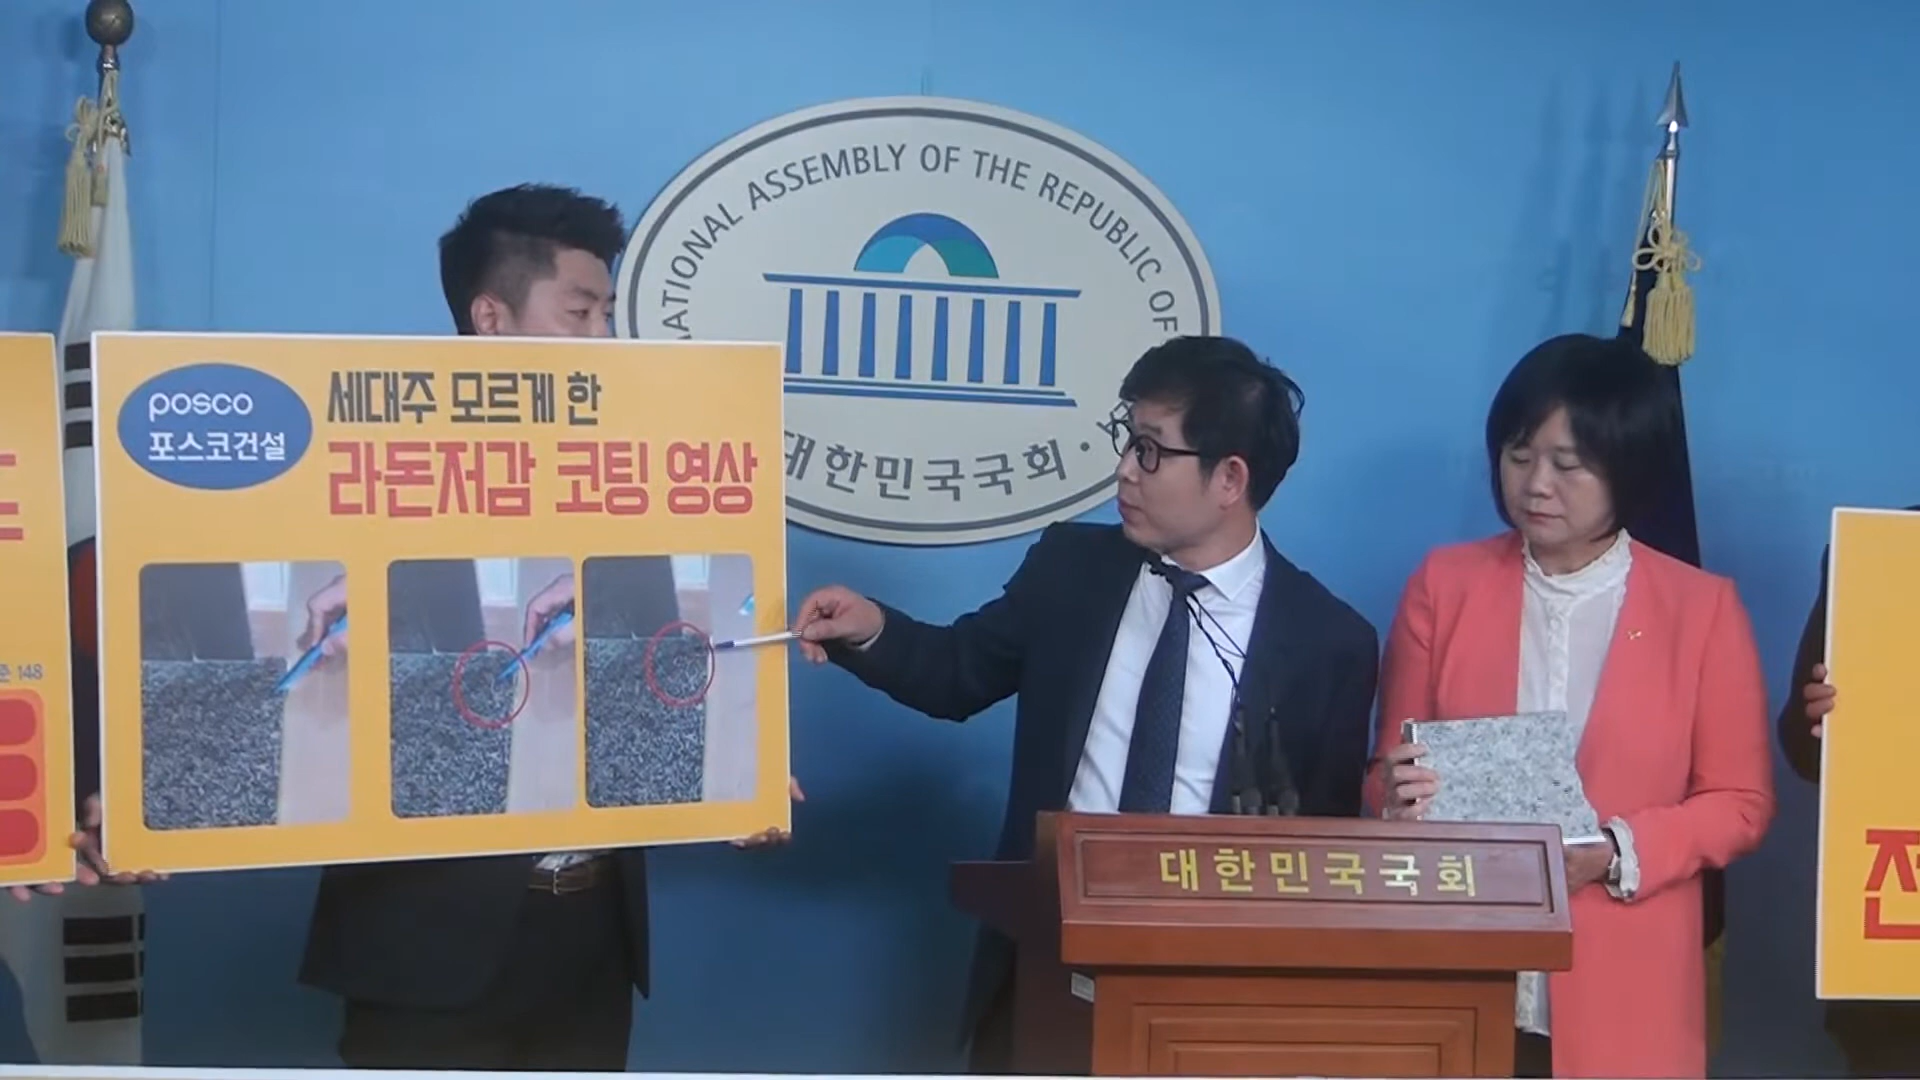 NATIONAL ASSEMBLY OF THE REPUBLIC OF
대한민국국회
posco
포스코건설
세대주 모르게 한
라돈저감 코팅 영상
148
대한민국국회